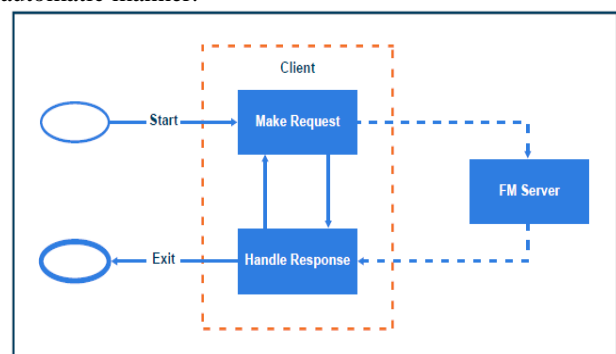 automatic manner.
Client
Start
Make Request
FM Server
Exit
Handle Response